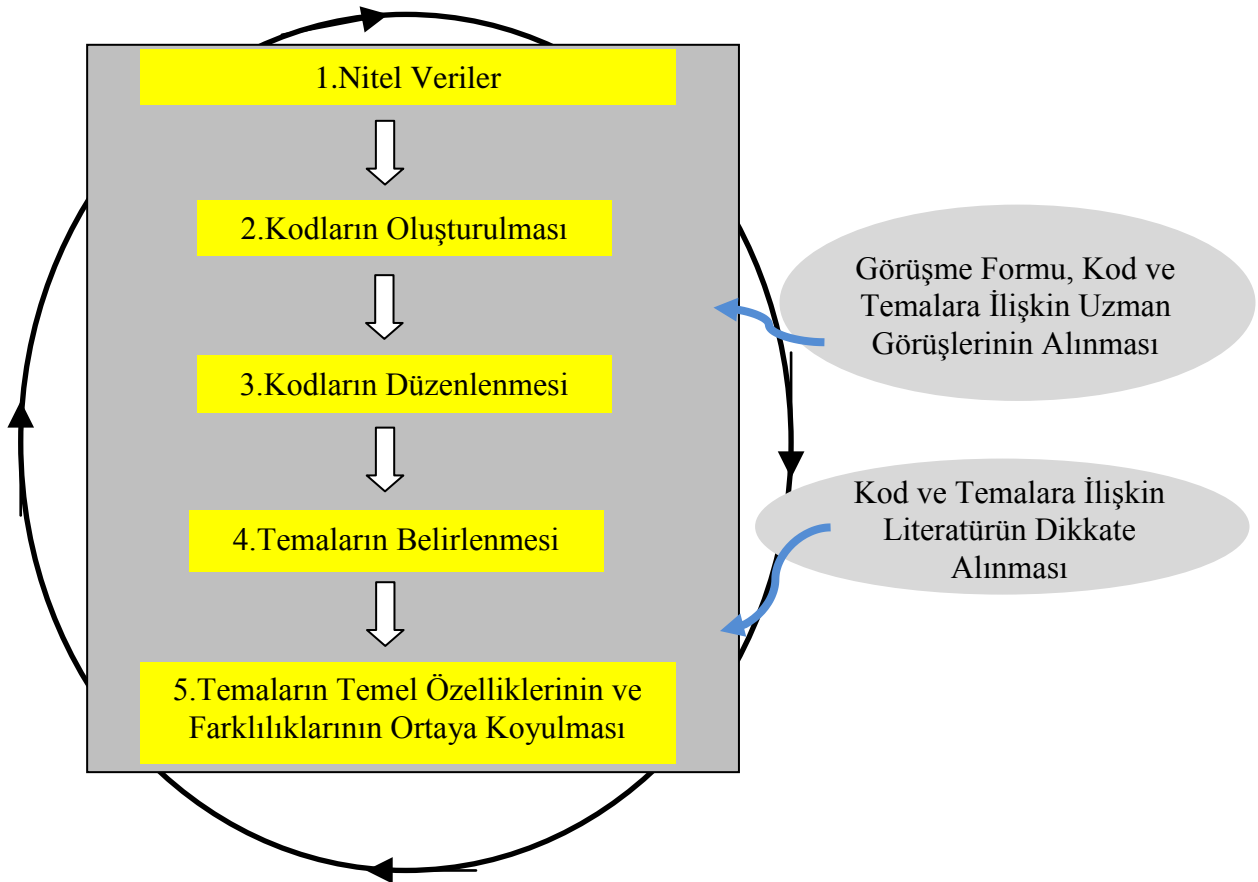 1.Nitel Veriler
2.Kodların Oluşturulması
3.Kodların Düzenlenmesi
4.Temaların Belirlenmesi
5.Temaların Temel Özelliklerinin ve
Farklılıklarının Ortaya Koyulması
Görüşme Formu, Kod ve
Temalara İlişkin Uzman
Görüşlerinin Alınması
Kod ve Temalara İlişkin
Literatürün Dikkate
Alınması